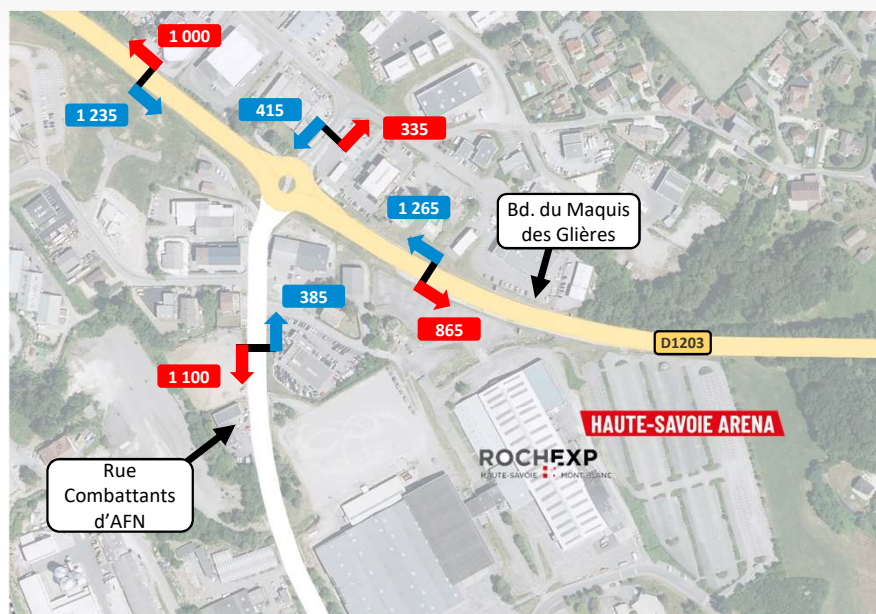 1 000
1 235
415
335
1 265
Bd. du Maquis
des Glières
385
865
D1203
1 100
HAUTE-SAVOIE ARENA
ROCHEXP
HAUTE-SAVOIE MONT-BLANC
Rue
Combattants
d'AFN